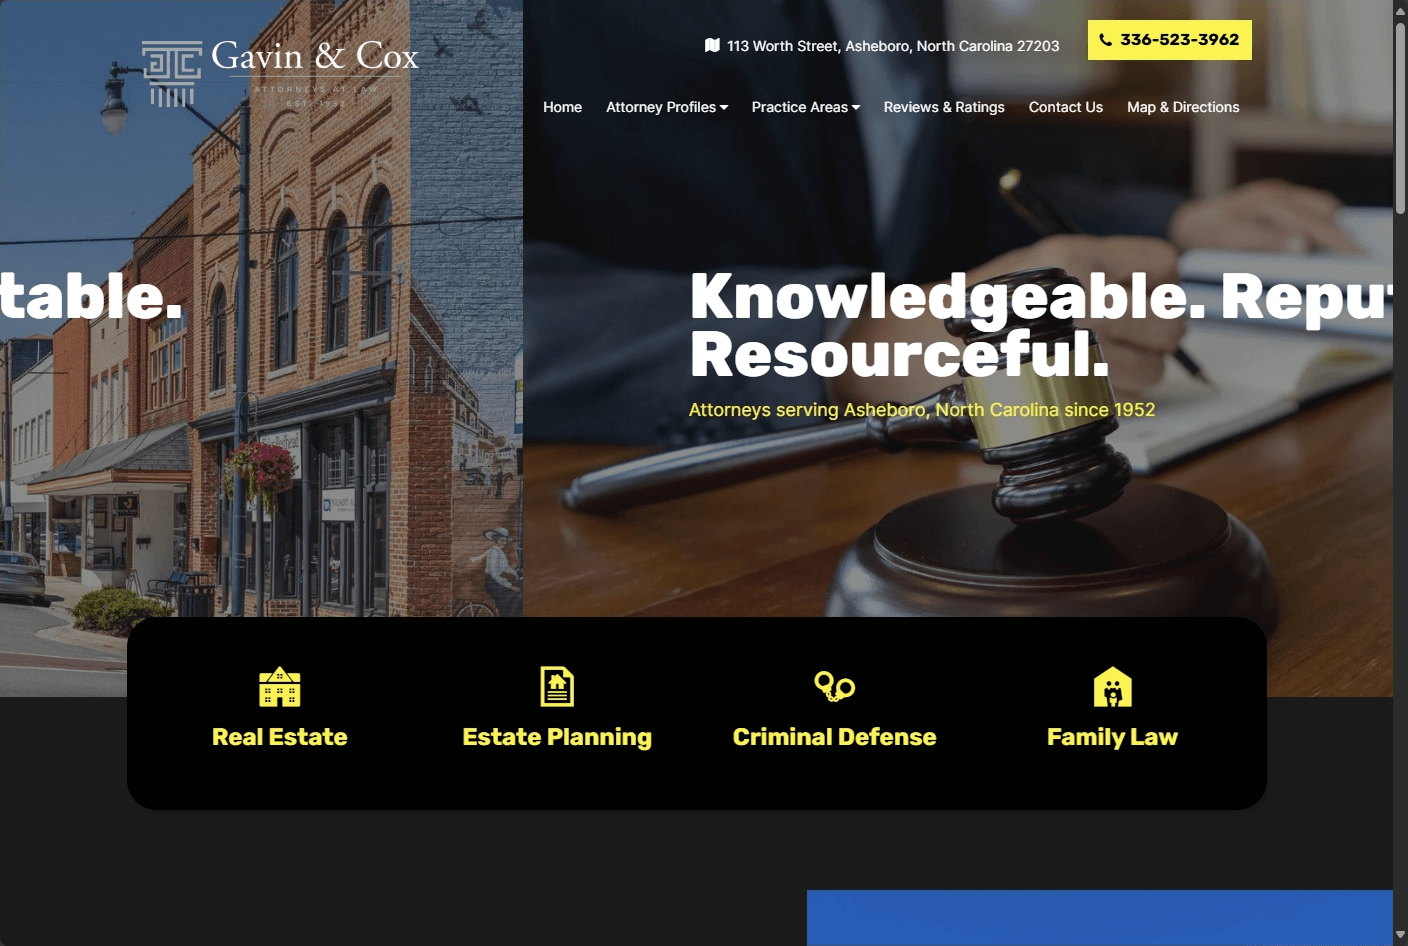 Gavin & Cox
ATTORNEYS AT LAW
EST. 1952
113 Worth Street, Asheboro, North Carolina 27203
336-523-3962
Home
Attorney Profiles
Practice Areas
Reviews & Ratings
Contact Us
Map & Directions
table.
Knowledgeable. Reput
Resourceful.
Attorneys serving Asheboro, North Carolina since 1952
Real Estate
Estate Planning
Criminal Defense
Family Law